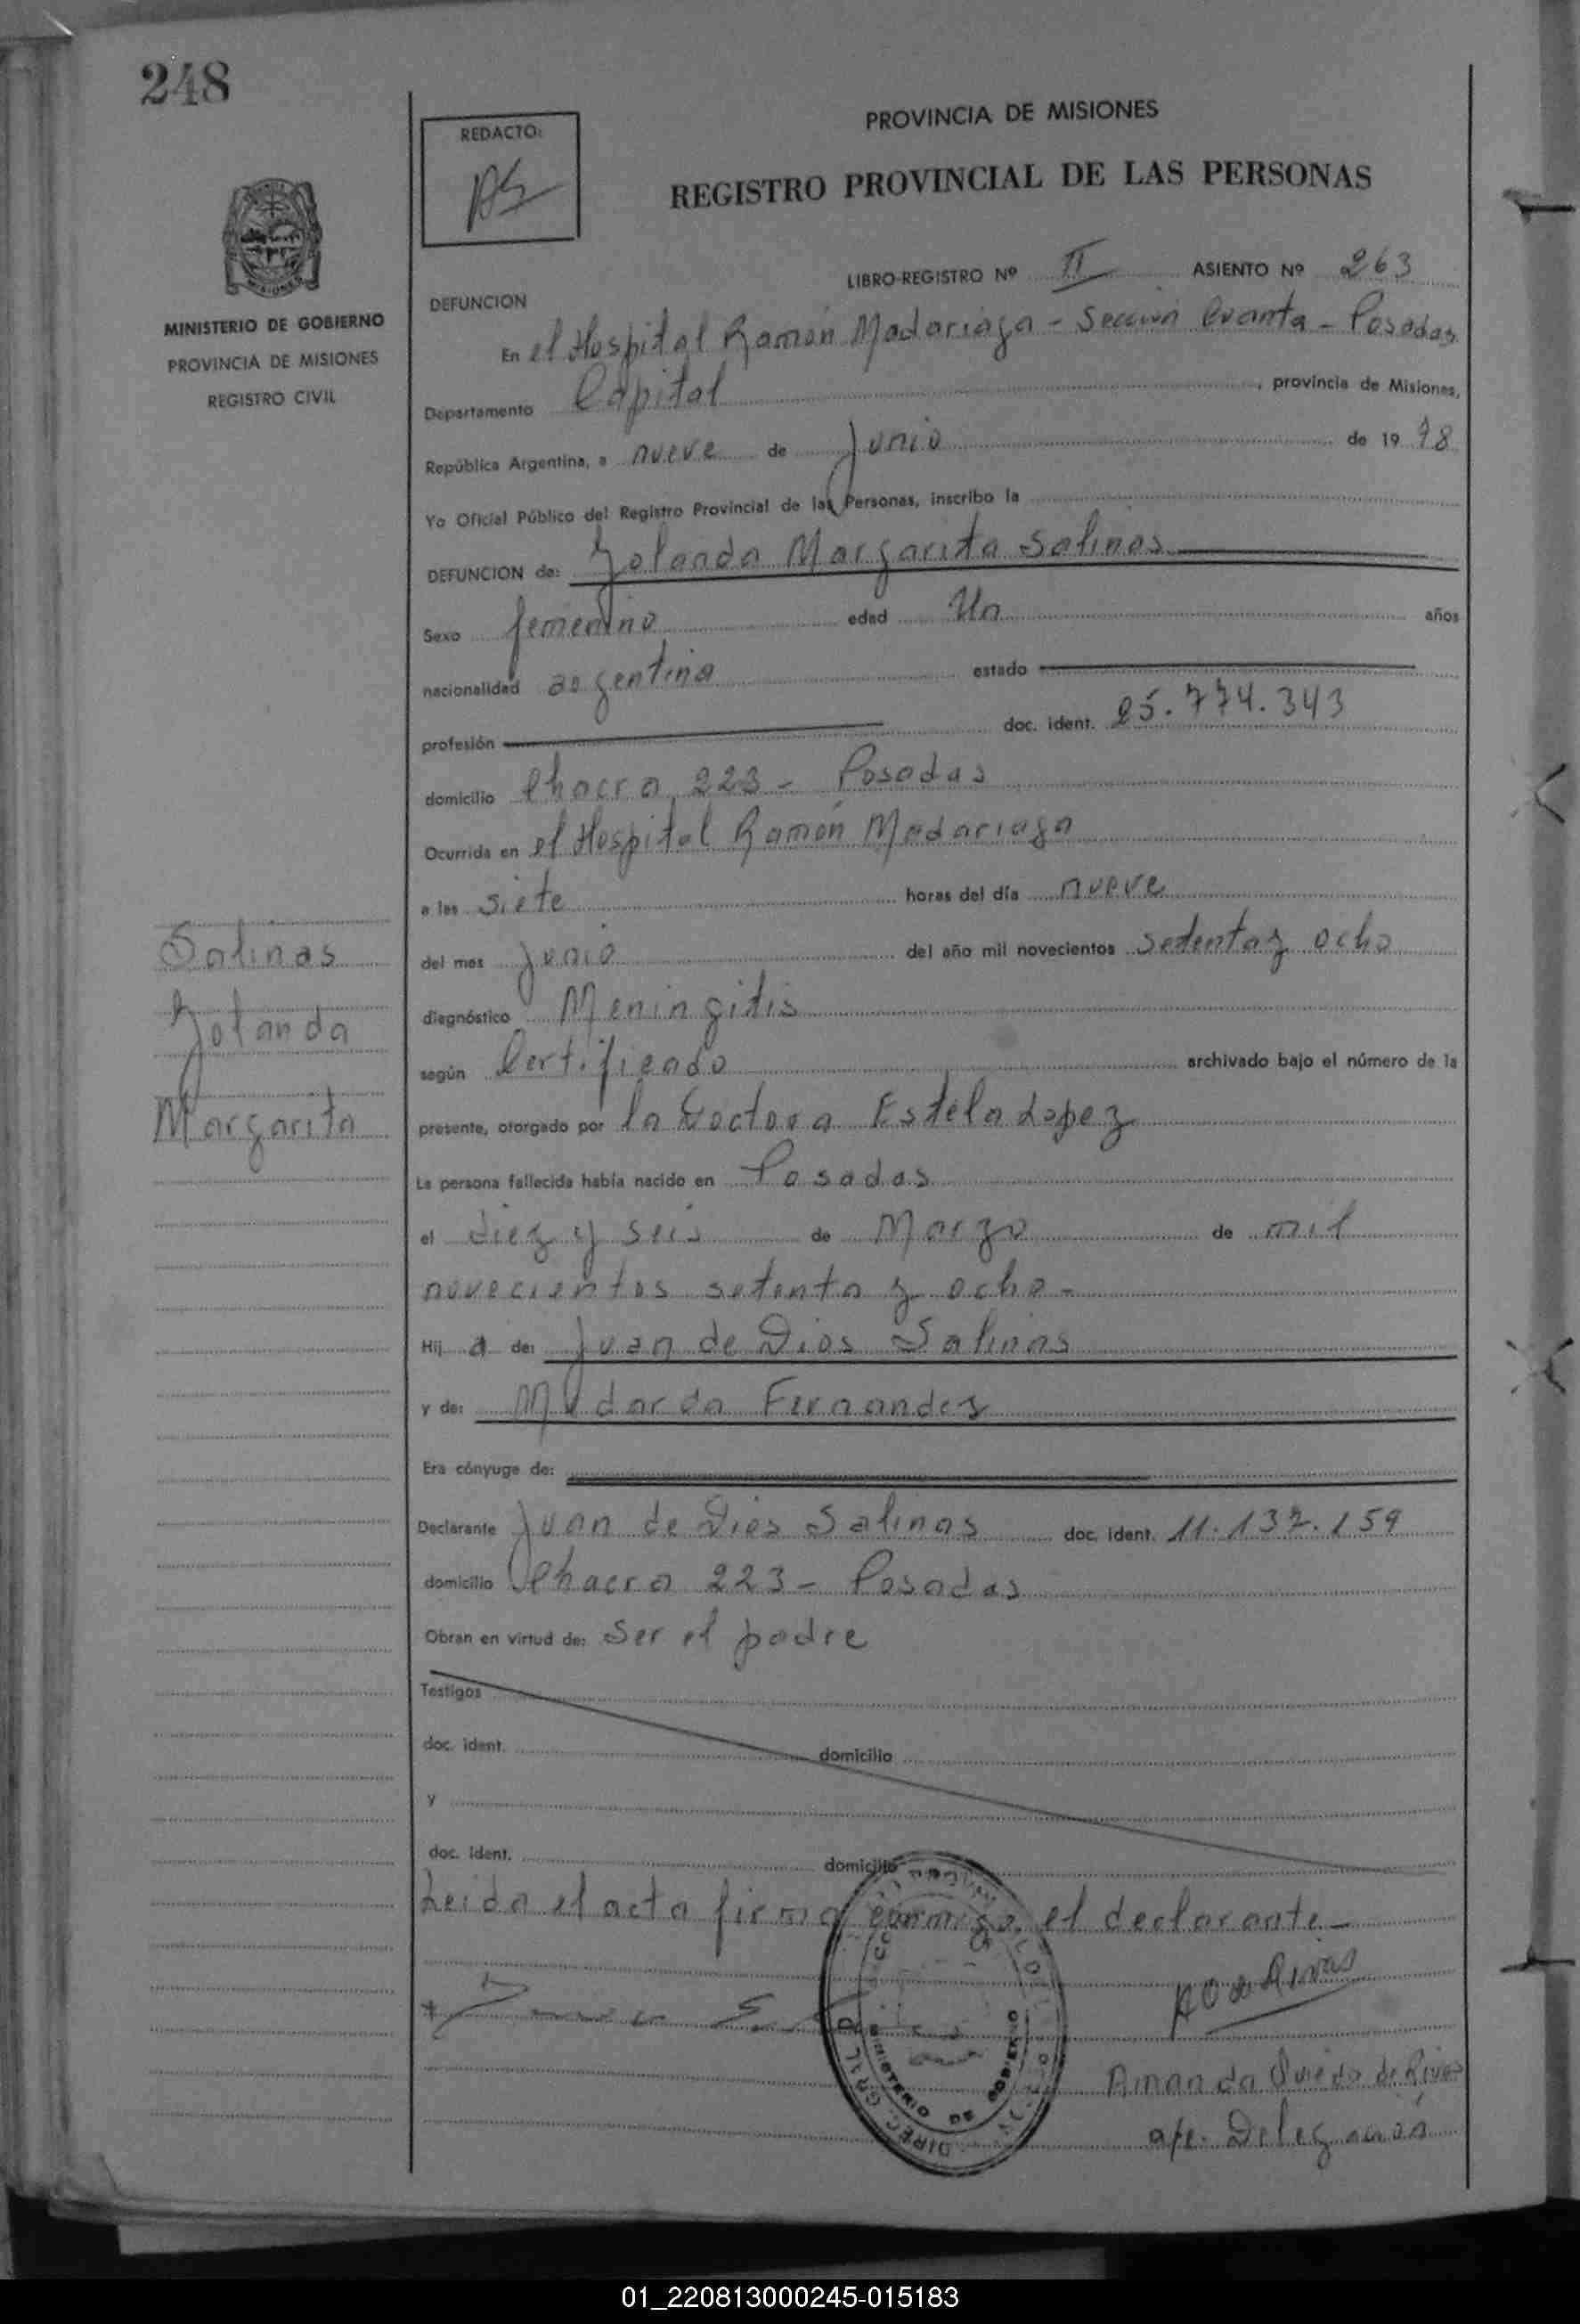 248
REDACTO:
PROVINCIA DE MISIONES
REGISTRO PROVINCIAL DE LAS PERSONAS
MINISTERIO DE GOBIERNO
PROVINCIA DE MISIONES
REGISTRO CIVIL
LIBRO-REGISTRO Nº II ASIENTO Nº 263
DEFUNCION
En el Hospital Ramón Madariaga - Sección Cuarta - Posadas
Departamento Capital , provincia de Misiones,
República Argentina, a nueve de Junio de 19 78
Yo Oficial Público del Registro Provincial de las Personas, inscribo la
DEFUNCION de: Yolanda Margarita Salinas
Sexo femenino edad Un años
nacionalidad argentina estado
profesión doc. ident. 25.774.343
domicilio Chacra 223 - Posadas
Ocurrida en el Hospital Ramón Madariaga
a las siete horas del día nueve
del mes junio del año mil novecientos setenta y ocho
diagnóstico Meningitis
según Certificado archivado bajo el número de la
presente, otorgado por la Doctora Estela Lopez
La persona fallecida había nacido en Posadas
el diez y seis de Marzo de mil
novecientos setenta y ocho -
Hij a de: Juan de Dios Salinas
y de: Medarda Fernandez
Era cónyuge de:
Declarante Juan de Dios Salinas doc. ident. 11.137.159
domicilio Chacra 223 - Posadas
Obran en virtud de: Ser el padre
Testigos
doc. ident. domicilio
y
doc. ident. domicilio
Leida el acta firma conmigo el declarante -
Amanda Oviedo de Rivas
a/c. Delegación
Salinas
Yolanda
Margarita
MINISTERIO DE GOBIERNO
DIREC. GRAL.
01_220813000245-015183